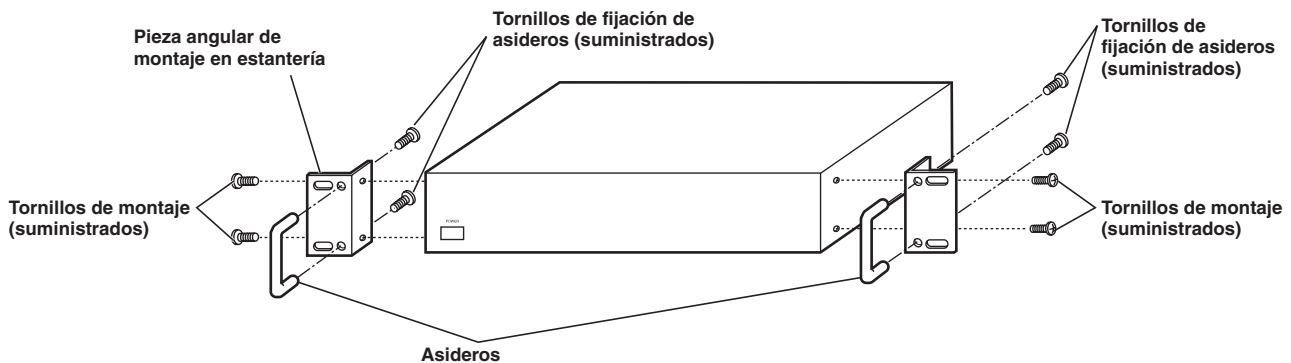 Tornillos de fijación de
asideros (suministrados)
Pieza angular de
montaje en estantería
Tornillos de
fijación de asideros
(suministrados)
Tornillos de montaje
(suministrados)
POWER
Tornillos de montaje
(suministrados)
Asideros